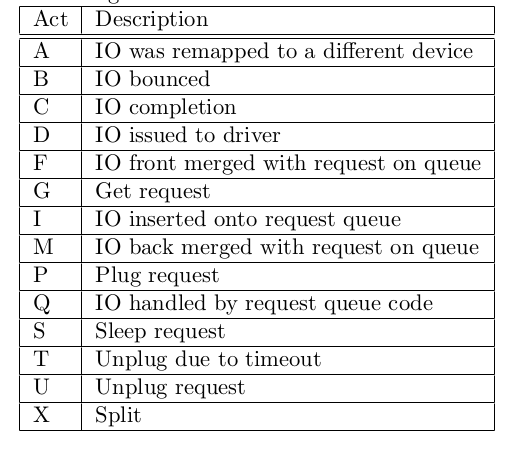 Act Description
A IO was remapped to a different device
B IO bounced
C IO completion
D IO issued to driver
F IO front merged with request on queue
G Get request
I IO inserted onto request queue
M IO back merged with request on queue
P Plug request
Q IO handled by request queue code
S Sleep request
T Unplug due to timeout
U Unplug request
X Split